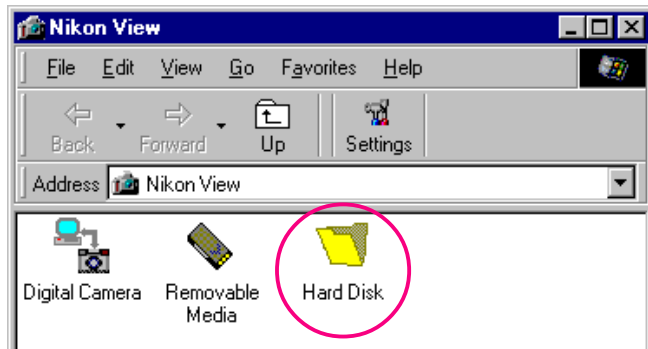 Nikon View
File Edit View Go Favorites Help
Back Forward Up Settings
Address Nikon View
Digital Camera Removable Media Hard Disk